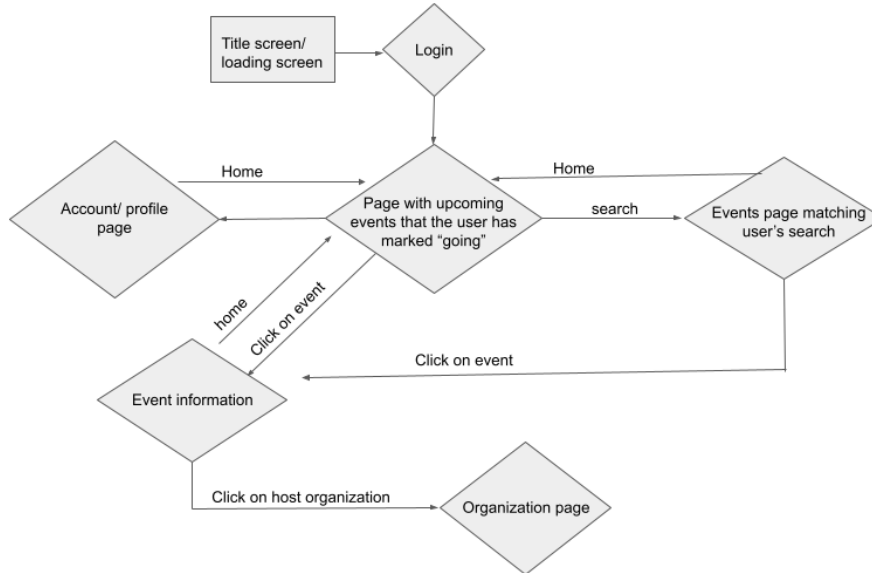 Title screen/
loading screen
Login
Home
Home
Account/ profile
page
Page with upcoming
events that the user has
marked “going”
search
Events page matching
user’s search
home
Click on event
Click on event
Event information
Click on host organization
Organization page